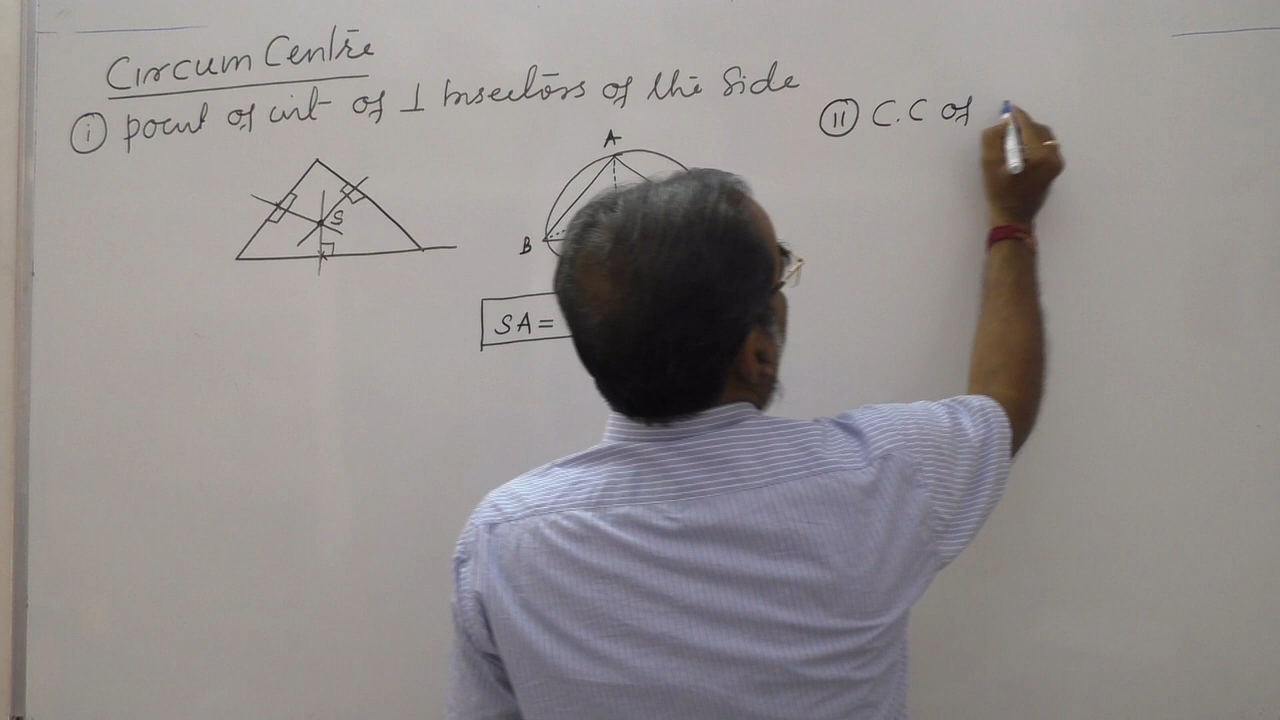 Circum Centre
(i) point of int of ⊥ bisectors of the Side
(ii) C.C of
S
A
B
SA=